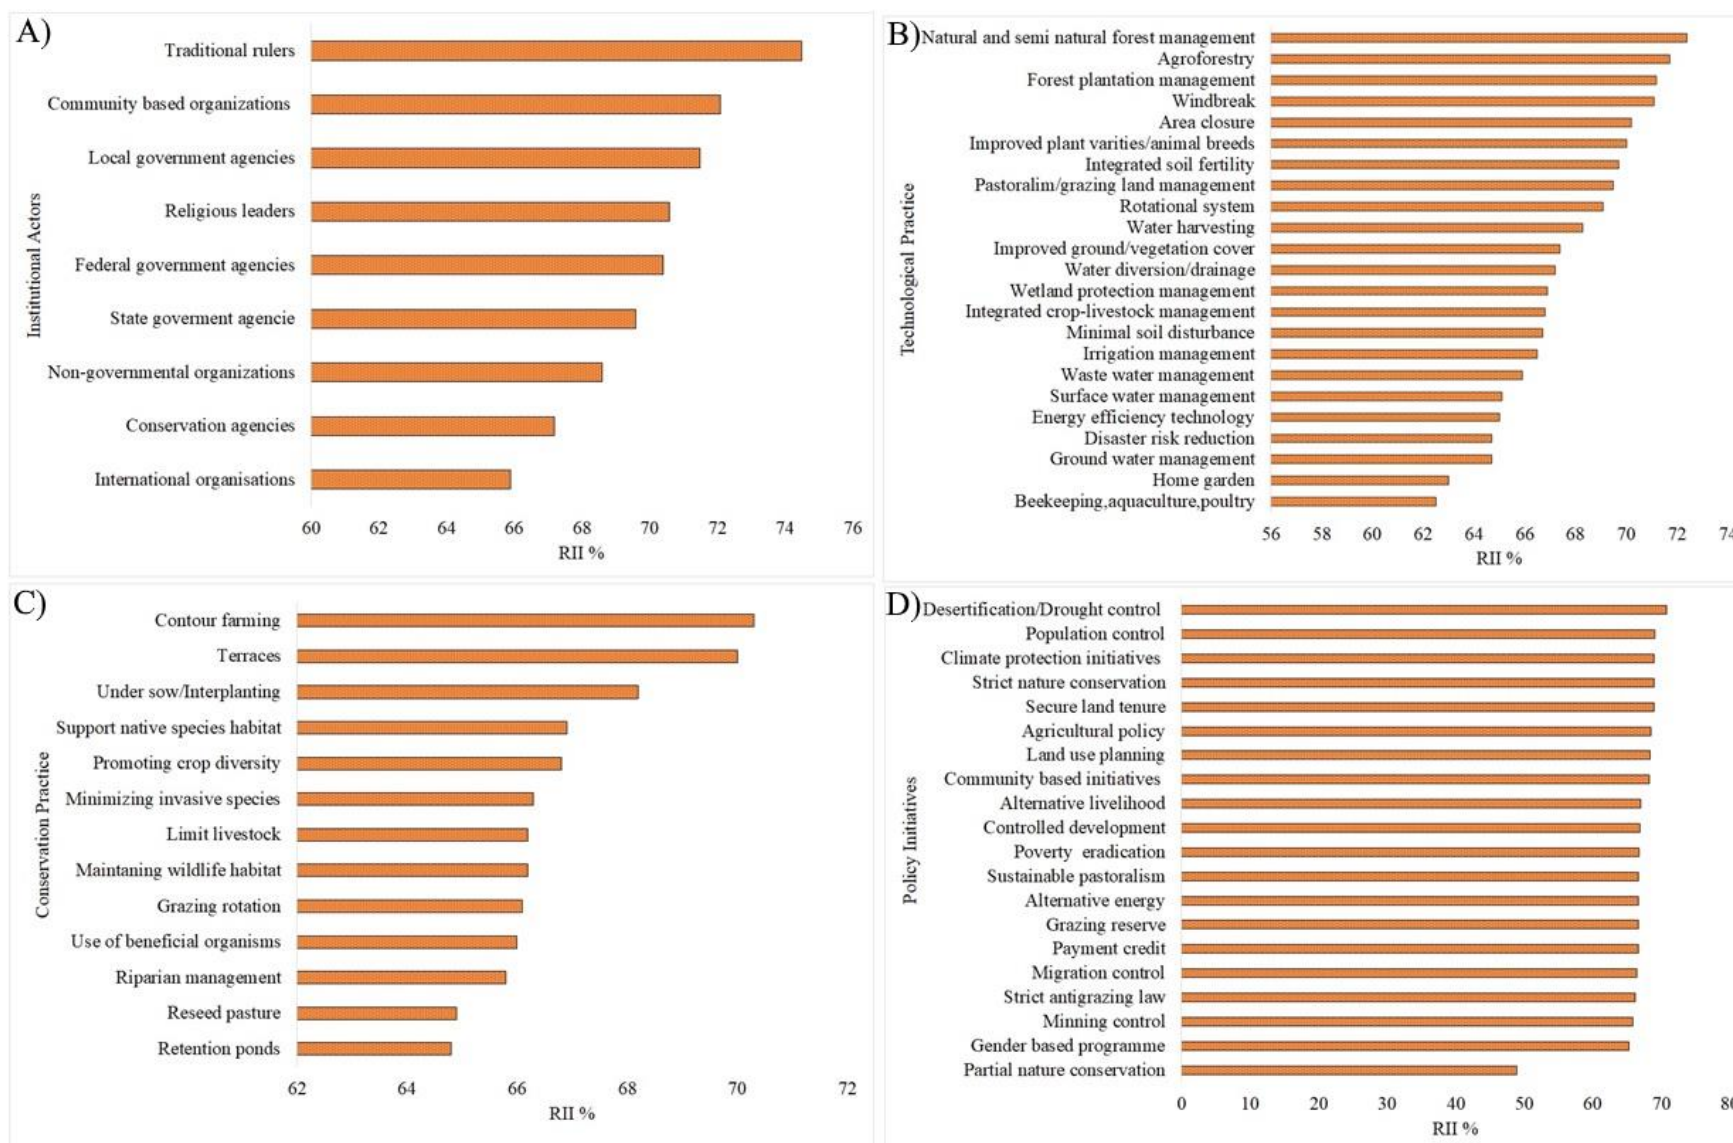 A)
Traditional rulers
Community based organizations
Local government agencies
Religious leaders
Federal government agencies
State goverment agencie
Non-governmental organizations
Conservation agencies
International organisations
Institutional Actors
60 62 64 66 68 70 72 74 76
RII %
B)
Natural and semi natural forest management
Agroforestry
Forest plantation management
Windbreak
Area closure
Improved plant varities/animal breeds
Integrated soil fertility
Pastoralim/grazing land management
Rotational system
Water harvesting
Improved ground/vegetation cover
Water diversion/drainage
Wetland protection management
Integrated crop-livestock management
Minimal soil disturbance
Irrigation management
Waste water management
Surface water management
Energy efficiency technology
Disaster risk reduction
Ground water management
Home garden
Beekeeping,aquaculture,poultry
Technological Practice
56 58 60 62 64 66 68 70 72 74
RII %
C)
Contour farming
Terraces
Under sow/Interplanting
Support native species habitat
Promoting crop diversity
Minimizing invasive species
Limit livestock
Maintaning wildlife habitat
Grazing rotation
Use of beneficial organisms
Riparian management
Reseed pasture
Retention ponds
Conservation Practice
62 64 66 68 70 72
RII %
D)
Desertification/Drought control
Population control
Climate protection initiatives
Strict nature conservation
Secure land tenure
Agricultural policy
Land use planning
Community based initiatives
Alternative livelihood
Controlled development
Poverty eradication
Sustainable pastoralism
Alternative energy
Grazing reserve
Payment credit
Migration control
Strict antigrazing law
Minning control
Gender based programme
Partial nature conservation
Policy Initiatives
0 10 20 30 40 50 60 70 80
RII %